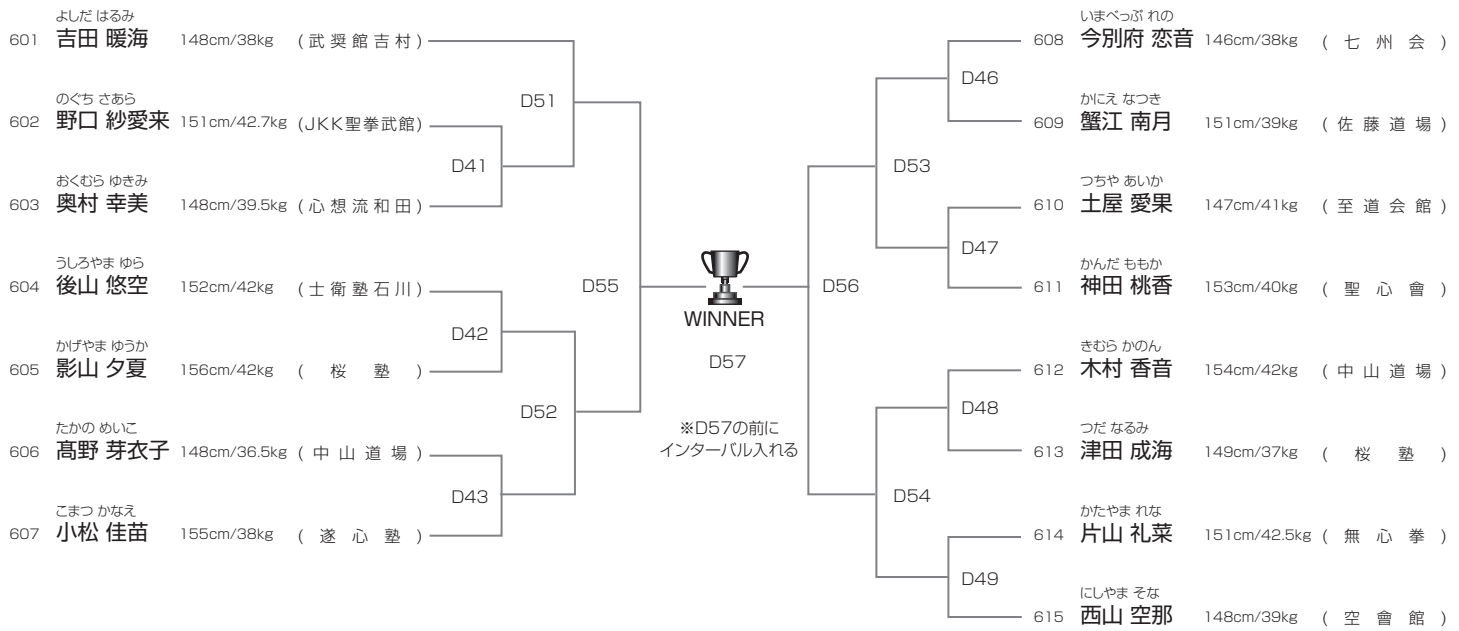 よしだ はるみ
601 吉田 暖海 148cm/38kg (武奨館吉村)
のぐち さあら
602 野口 紗愛来 151cm/42.7kg (JKK聖拳武館)
おくむら ゆきみ
603 奥村 幸美 148cm/39.5kg (心想流和田)
うしろやま ゆら
604 後山 悠空 152cm/42kg (士衛塾石川)
かげやま ゆうか
605 影山 夕夏 156cm/42kg (桜塾)
たかの めいこ
606 髙野 芽衣子 148cm/36.5kg (中山道場)
こまつ かなえ
607 小松 佳苗 155cm/38kg (遂心塾)
D51
D41
D42
D52
D43
D55
WINNER
D57
※D57の前に
インターバル入れる
D56
D46
D53
D47
D48
D54
D49
いまべっぷ れの
608 今別府 恋音 146cm/38kg (七州会)
かにえ なつき
609 蟹江 南月 151cm/39kg (佐藤道場)
つちや あいか
610 土屋 愛果 147cm/41kg (至道会館)
かんだ ももか
611 神田 桃香 153cm/40kg (聖心會)
きむら かのん
612 木村 香音 154cm/42kg (中山道場)
つだ なるみ
613 津田 成海 149cm/37kg (桜塾)
かたやま れな
614 片山 礼菜 151cm/42.5kg (無心拳)
にしやま そな
615 西山 空那 148cm/39kg (空會館)